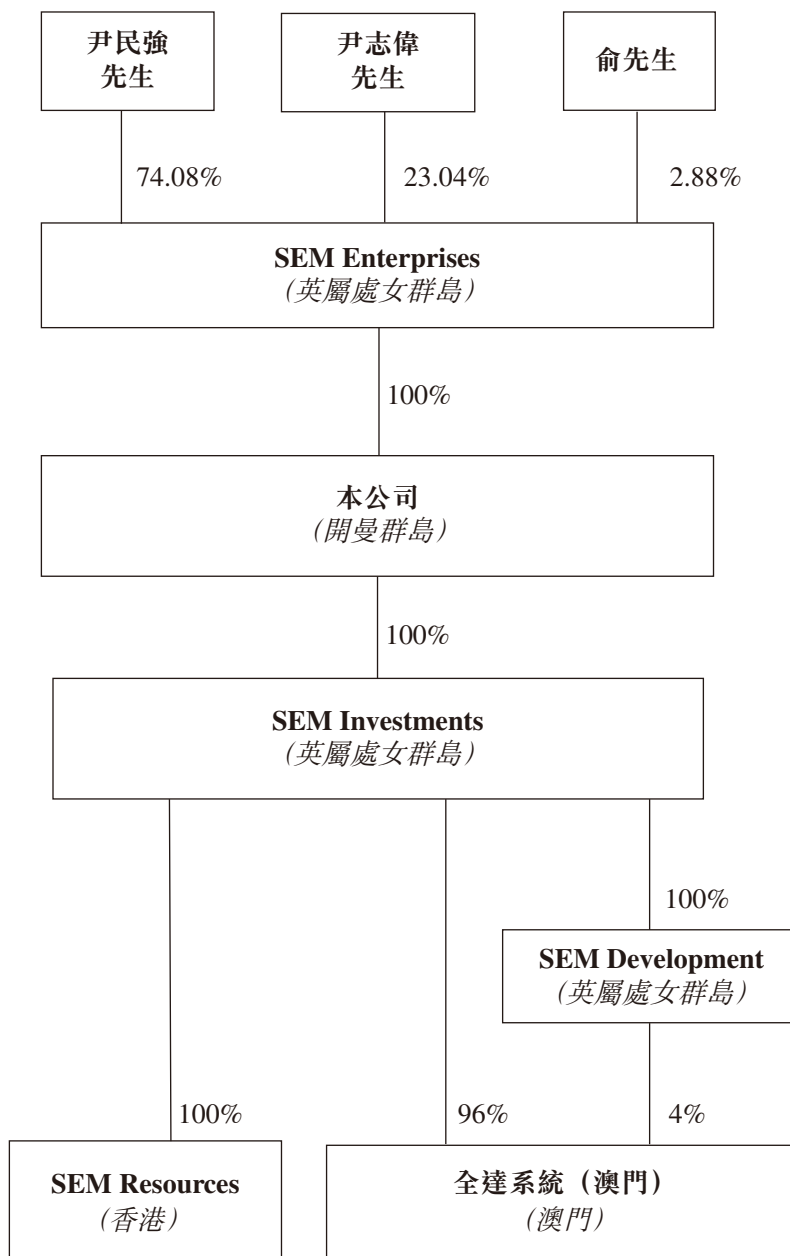 尹民強
先生
尹志偉
先生
俞先生
74.08%
23.04%
2.88%
SEM Enterprises
(英屬處女群島)
100%
本公司
(開曼群島)
100%
SEM Investments
(英屬處女群島)
100%
SEM Development
(英屬處女群島)
100%
96%
4%
SEM Resources
(香港)
全達系統（澳門）
(澳門)